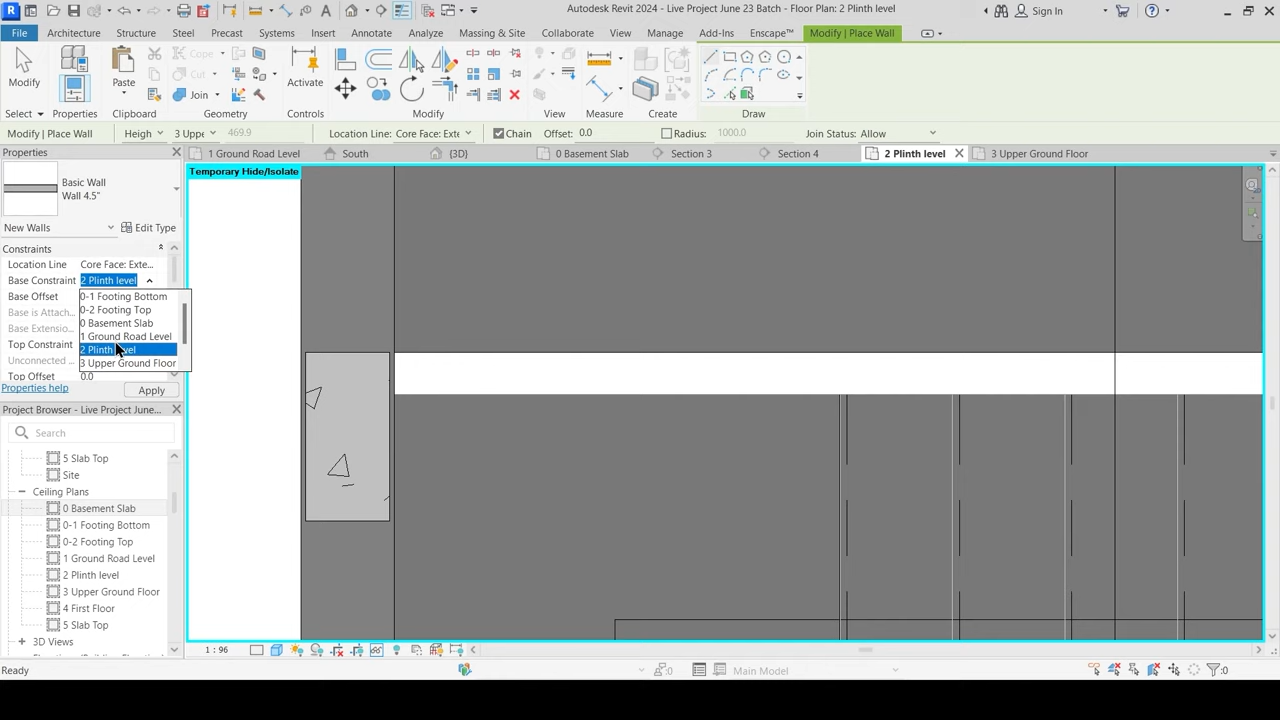 Autodesk Revit 2024 - Live Project June 23 Batch - Floor Plan: 2 Plinth level
Sign In
File Architecture Structure Steel Precast Systems Insert Annotate Analyze Massing & Site Collaborate View Manage Add-Ins Enscape™ Modify | Place Wall
Modify
Properties
Paste
Cope
Cut
Join
Activate
Select Properties Clipboard Geometry Controls Modify View Measure Create Draw
Modify | Place Wall Heigh 3 Uppe 469.9 Location Line: Core Face: Exte Chain Offset: 0.0 Radius: 1000.0 Join Status: Allow
Properties
1 Ground Road Level South {3D} 0 Basement Slab Section 3 Section 4 2 Plinth level 3 Upper Ground Floor
Temporary Hide/Isolate
Basic Wall
Wall 4.5"
New Walls Edit Type
Constraints
Location Line Core Face: Exte...
Base Constraint 2 Plinth level
Base Offset 0-1 Footing Bottom
Base is Attach... 0-2 Footing Top
Base Extensio... 0 Basement Slab
1 Ground Road Level
Top Constraint 2 Plinth level
Unconnected ... 3 Upper Ground Floor
Top Offset 0.0
Properties help Apply
Project Browser - Live Project June...
Search
5 Slab Top
Site
Ceiling Plans
0 Basement Slab
0-1 Footing Bottom
0-2 Footing Top
1 Ground Road Level
2 Plinth level
3 Upper Ground Floor
4 First Floor
5 Slab Top
3D Views
1 : 96
Ready :0 Main Model :0